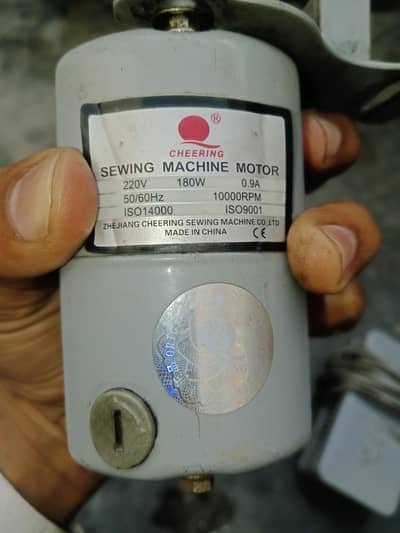 ®
CHEERING
SEWING MACHINE MOTOR
220V 180W 0.9A
50/60Hz 10000RPM
ISO14000 ISO9001
ZHEJIANG CHEERING SEWING MACHINE CO.,LTD
MADE IN CHINA CE